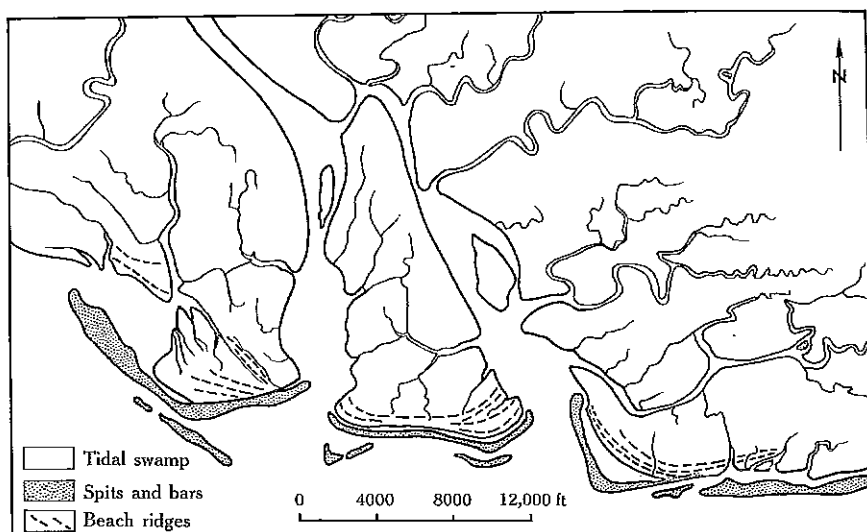 N
Tidal swamp
Spits and bars
Beach ridges
0 4000 8000 12,000 ft